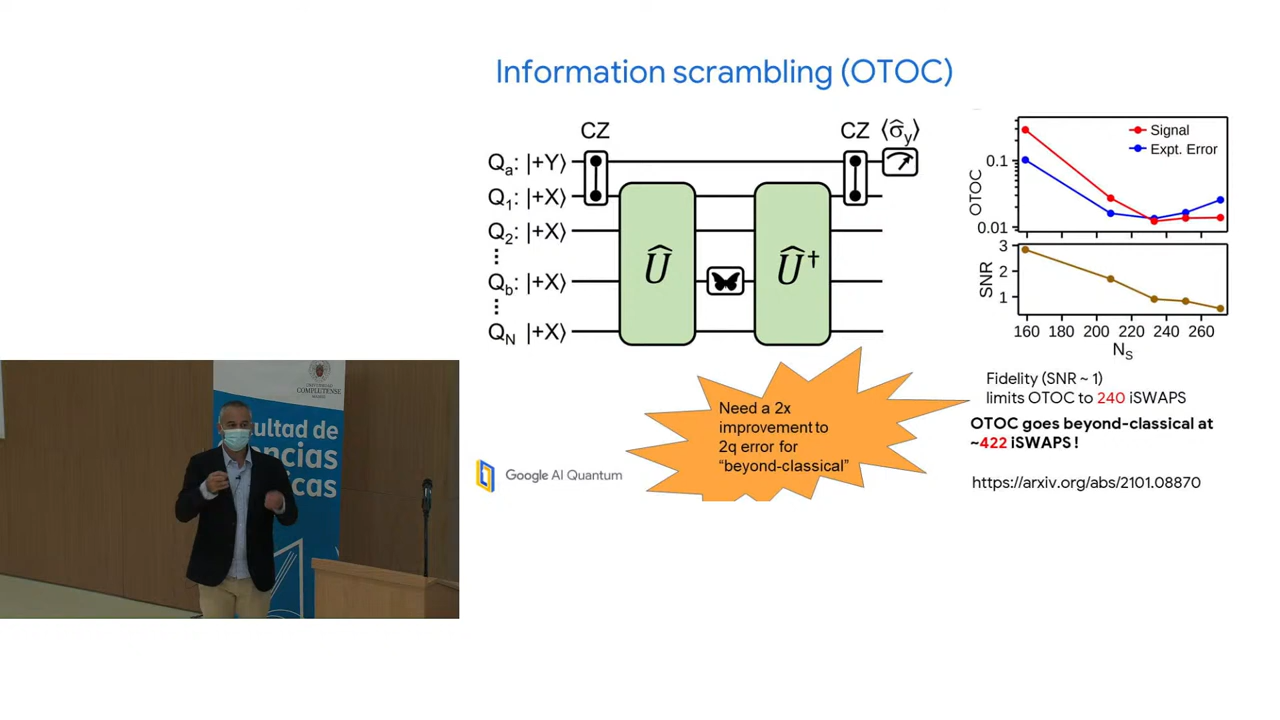 Information scrambling (OTOC)
CZ
CZ
⟨σ̂y⟩
Qa: |+Y⟩
Q1: |+X⟩
Q2: |+X⟩
⋮
Qb: |+X⟩
⋮
QN |+X⟩
Û
Û†
Signal
Expt. Error
OTOC
0.1
0.01
SNR
3
2
1
160 180 200 220 240 260
NS
Fidelity (SNR ~ 1)
limits OTOC to 240 iSWAPS
OTOC goes beyond-classical at
~422 iSWAPS !
https://arxiv.org/abs/2101.08870
Need a 2x
improvement to
2q error for
“beyond-classical”
Google AI Quantum
UNIVERSIDAD
COMPLUTENSE
MADRID
cultad de
encias
icas